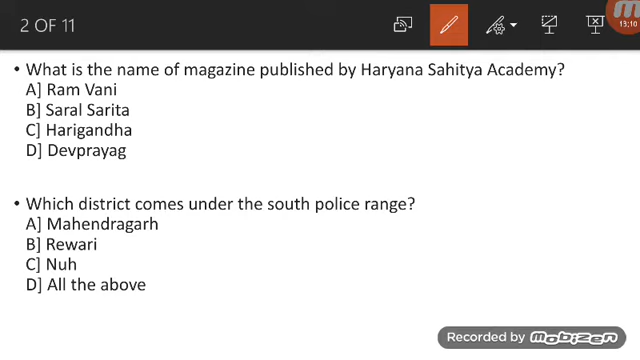 2 OF 11
13:10
• What is the name of magazine published by Haryana Sahitya Academy?
A] Ram Vani
B] Saral Sarita
C] Harigandha
D] Devprayag
• Which district comes under the south police range?
A] Mahendragarh
B] Rewari
C] Nuh
D] All the above
Recorded by mobizen